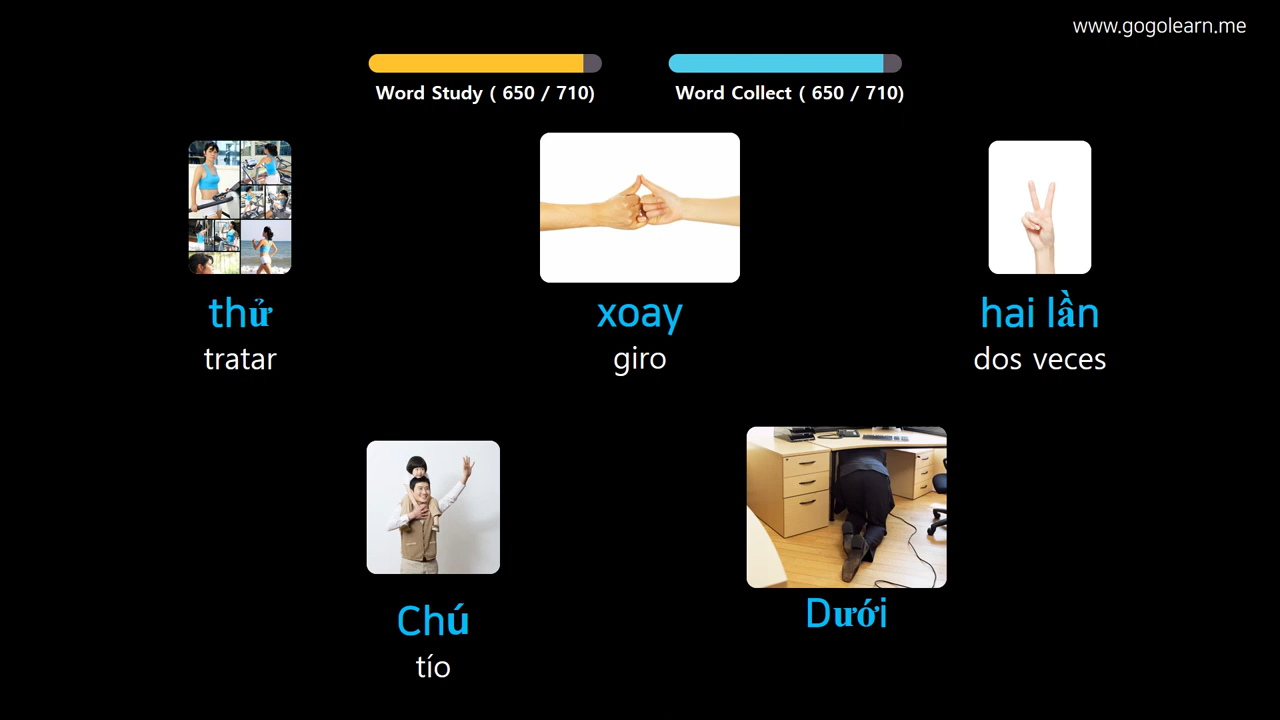 www.gogolearn.me
Word Study ( 650 / 710)
Word Collect ( 650 / 710)
thử
tratar
xoay
giro
hai lần
dos veces
Chú
tío
Dưới